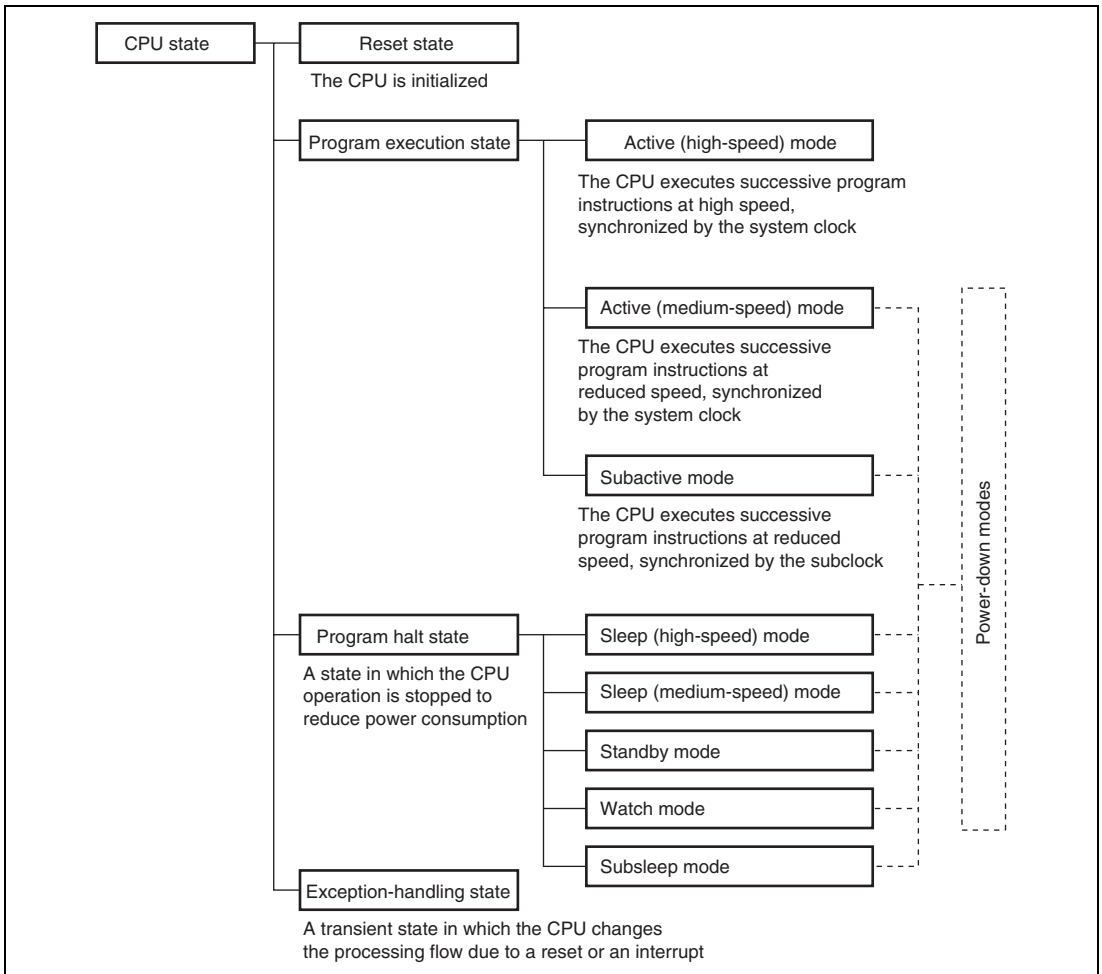 CPU state
Reset state
The CPU is initialized
Program execution state
Active (high-speed) mode
The CPU executes successive program
instructions at high speed,
synchronized by the system clock
Active (medium-speed) mode
The CPU executes successive
program instructions at
reduced speed, synchronized
by the system clock
Subactive mode
The CPU executes successive
program instructions at reduced
speed, synchronized by the subclock
Power-down modes
Program halt state
A state in which the CPU
operation is stopped to
reduce power consumption
Sleep (high-speed) mode
Sleep (medium-speed) mode
Standby mode
Watch mode
Subsleep mode
Exception-handling state
A transient state in which the CPU changes
the processing flow due to a reset or an interrupt